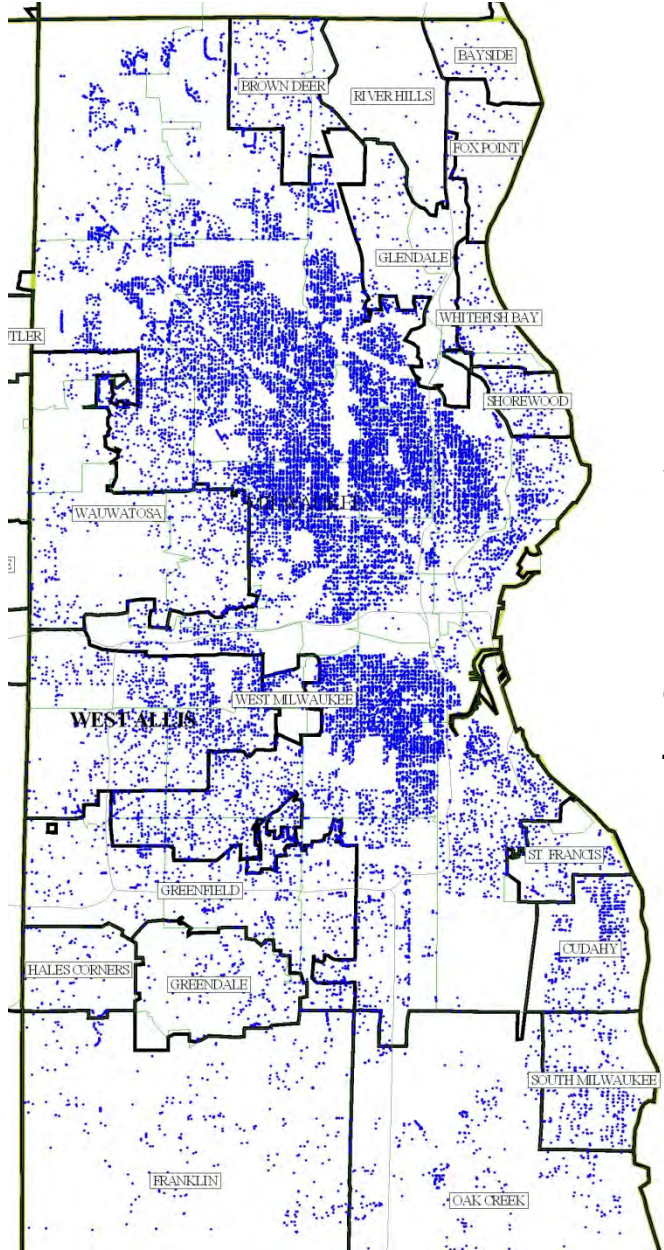 BAYSIDE
BROWN DEER
RIVER HILLS
FOX POINT
GLENDALE
WHITEFISH BAY
TLER
SHOREWOOD
MILWAUKEE
WAUWATOSA
E
WEST MILWAUKEE
WEST ALLIS
ST. FRANCIS
GREENFIELD
CUDAHY
HALES CORNERS
GREENDALE
SOUTH MILWAUKEE
FRANKLIN
OAK CREEK